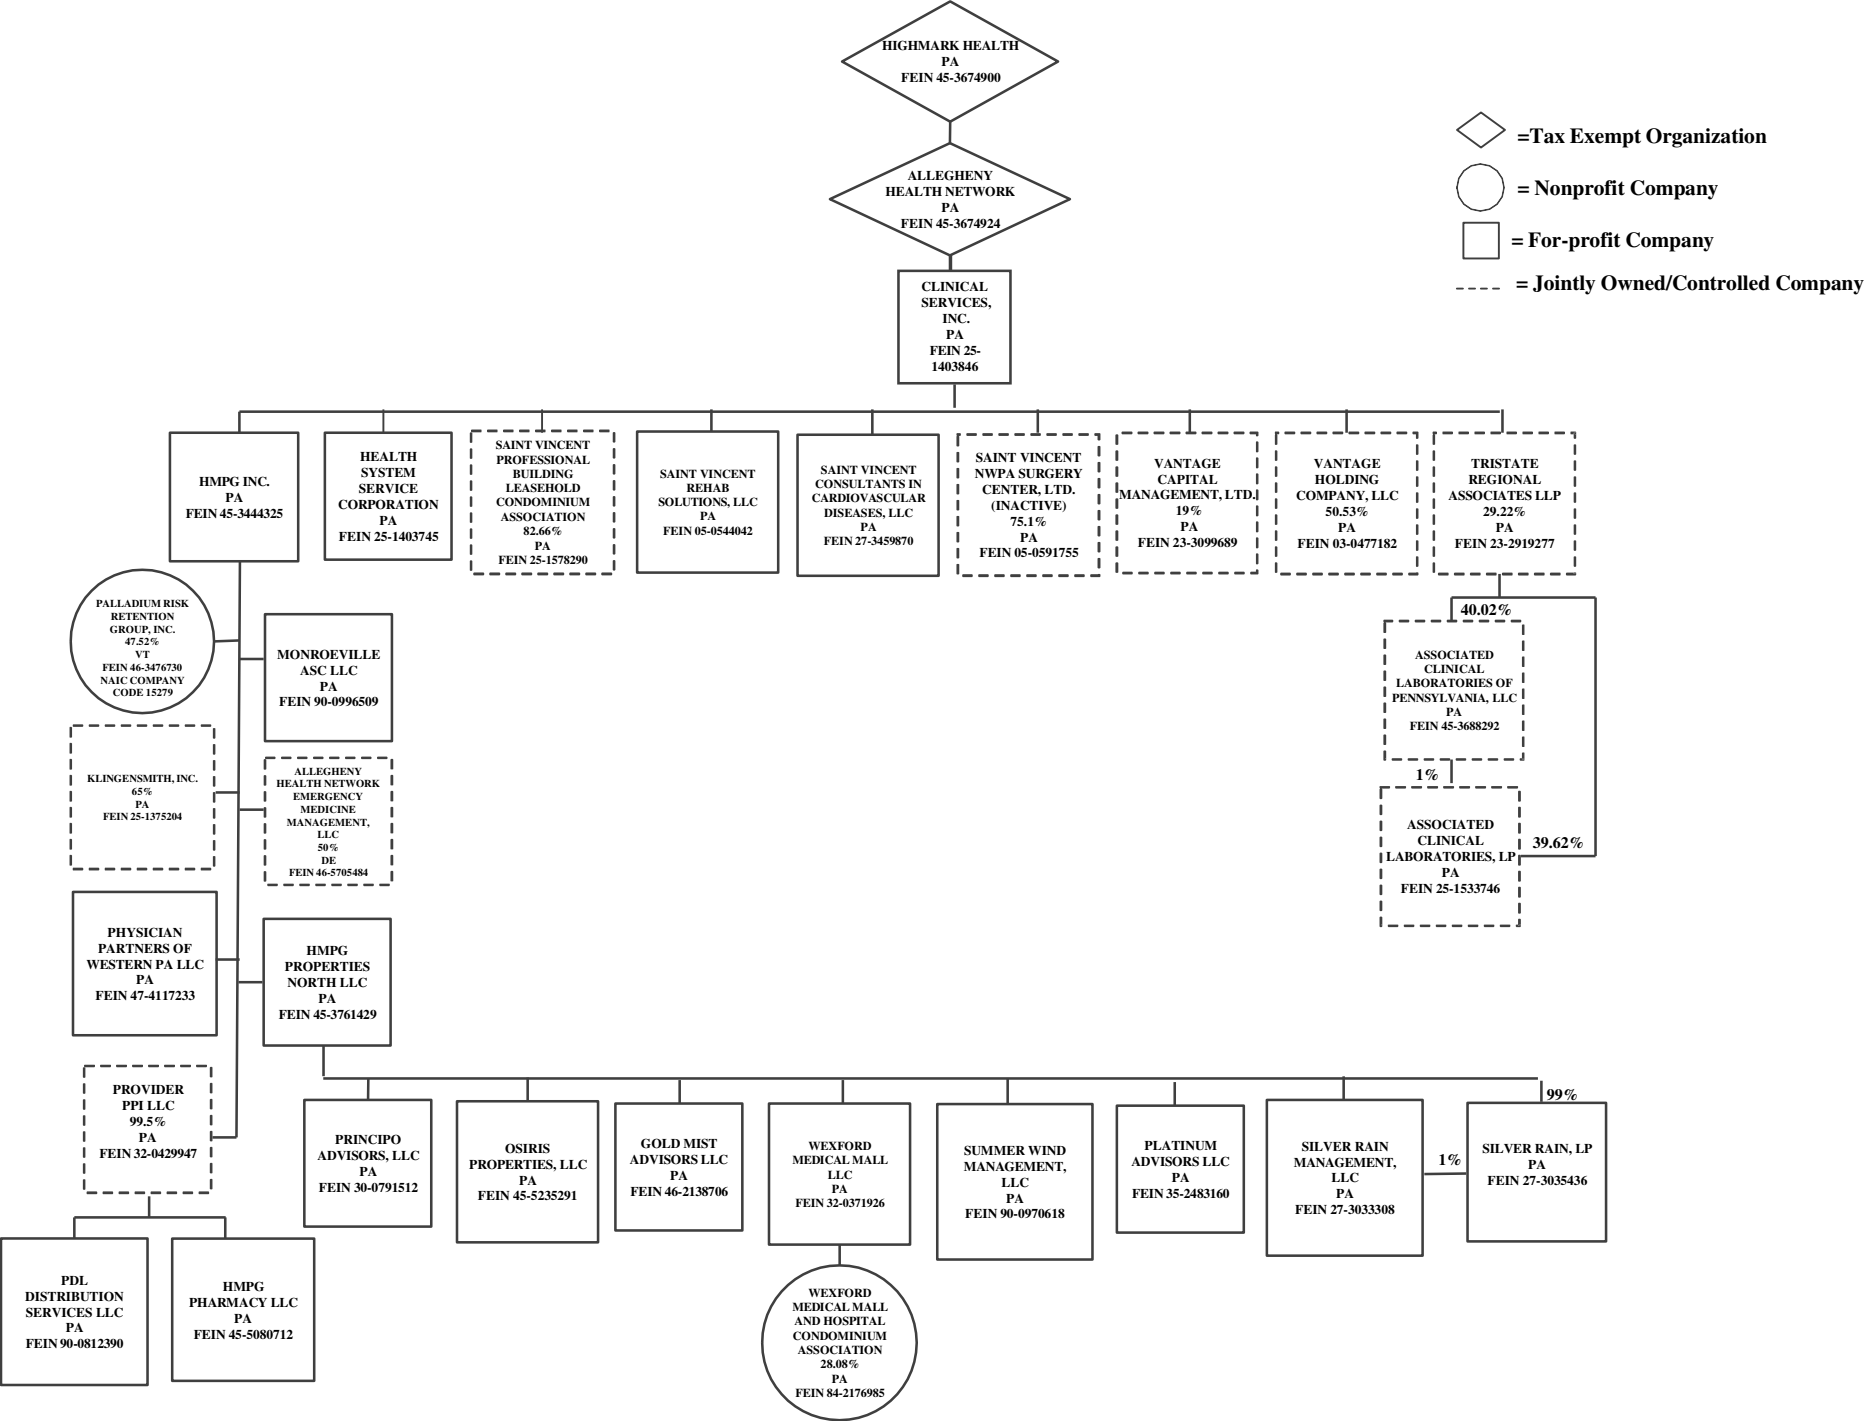 HIGHMARK HEALTH
PA
FEIN 45-3674900
=Tax Exempt Organization
= Nonprofit Company
= For-profit Company
= Jointly Owned/Controlled Company
ALLEGHENY
HEALTH NETWORK
PA
FEIN 45-3674924
CLINICAL
SERVICES,
INC.
PA
FEIN 25-
1403846
HMPG INC.
PA
FEIN 45-3444325
HEALTH
SYSTEM
SERVICE
CORPORATION
PA
FEIN 25-1403745
SAINT VINCENT
PROFESSIONAL
BUILDING
LEASEHOLD
CONDOMINIUM
ASSOCIATION
82.66%
PA
FEIN 25-1578290
SAINT VINCENT
REHAB
SOLUTIONS, LLC
PA
FEIN 05-0544042
SAINT VINCENT
CONSULTANTS IN
CARDIOVASCULAR
DISEASES, LLC
PA
FEIN 27-3459870
SAINT VINCENT
NWPA SURGERY
CENTER, LTD.
(INACTIVE)
75.1%
PA
FEIN 05-0591755
VANTAGE
CAPITAL
MANAGEMENT, LTD.
19%
PA
FEIN 23-3099689
VANTAGE
HOLDING
COMPANY, LLC
50.53%
PA
FEIN 03-0477182
TRISTATE
REGIONAL
ASSOCIATES LLP
29.22%
PA
FEIN 23-2919277
PALLADIUM RISK
RETENTION
GROUP, INC.
47.52%
VT
FEIN 46-3476730
NAIC COMPANY
CODE 15279
MONROEVILLE
ASC LLC
PA
FEIN 90-0996509
40.02%
ASSOCIATED
CLINICAL
LABORATORIES OF
PENNSYLVANIA, LLC
PA
FEIN 45-3688292
1%
ASSOCIATED
CLINICAL
LABORATORIES, LP
PA
FEIN 25-1533746
39.62%
KLINGENSMITH, INC.
65%
PA
FEIN 25-1375204
ALLEGHENY
HEALTH NETWORK
EMERGENCY
MEDICINE
MANAGEMENT,
LLC
50%
DE
FEIN 46-5705484
PHYSICIAN
PARTNERS OF
WESTERN PA LLC
PA
FEIN 47-4117233
HMPG
PROPERTIES
NORTH LLC
PA
FEIN 45-3761429
PROVIDER
PPI LLC
99.5%
PA
FEIN 32-0429947
PRINCIPO
ADVISORS, LLC
PA
FEIN 30-0791512
OSIRIS
PROPERTIES, LLC
PA
FEIN 45-5235291
GOLD MIST
ADVISORS LLC
PA
FEIN 46-2138706
WEXFORD
MEDICAL MALL
LLC
PA
FEIN 32-0371926
SUMMER WIND
MANAGEMENT,
LLC
PA
FEIN 90-0970618
PLATINUM
ADVISORS LLC
PA
FEIN 35-2483160
SILVER RAIN
MANAGEMENT,
LLC
PA
FEIN 27-3033308
1%
99%
SILVER RAIN, LP
PA
FEIN 27-3035436
PDL
DISTRIBUTION
SERVICES LLC
PA
FEIN 90-0812390
HMPG
PHARMACY LLC
PA
FEIN 45-5080712
WEXFORD
MEDICAL MALL
AND HOSPITAL
CONDOMINIUM
ASSOCIATION
28.08%
PA
FEIN 84-2176985